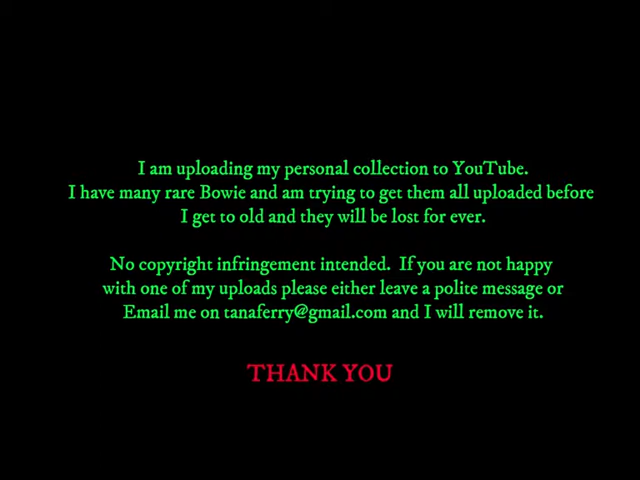 I am uploading my personal collection to YouTube.
I have many rare Bowie and am trying to get them all uploaded before
I get to old and they will be lost for ever.
No copyright infringement intended.  If you are not happy
with one of my uploads please either leave a polite message or
Email me on tanaferry@gmail.com and I will remove it.
THANK YOU